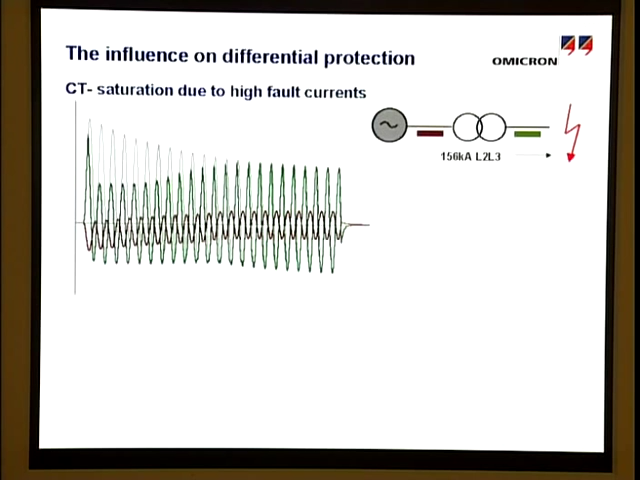 The influence on differential protection
OMICRON
CT- saturation due to high fault currents
156kA L2L3